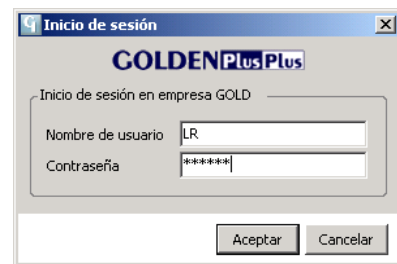 Inicio de sesión
GOLDEN Plus Plus
Inicio de sesión en empresa GOLD
Nombre de usuario LR
Contraseña ******
Aceptar Cancelar